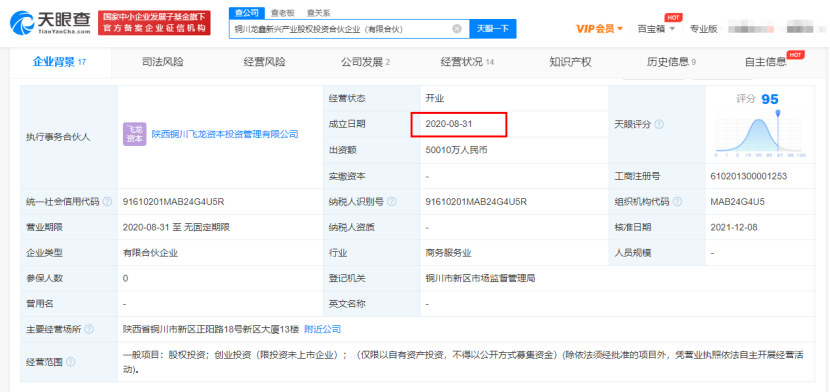 天眼查
TianYanCha.com
国家中小企业发展子基金旗下
官方备案企业征信机构
查公司 查老板 查关系
铜川龙鑫新兴产业股权投资合伙企业（有限合伙）
天眼一下
VIP会员
百宝箱
HOT
专业版
企业背景 17
司法风险
经营风险
公司发展 2
经营状况 14
知识产权
历史信息 9
自主信息
HOT
执行事务合伙人
飞龙
资本
陕西铜川飞龙资本投资管理有限公司
经营状态
开业
天眼评分
评分 95
成立日期
2020-08-31
出资额
50010万人民币
实缴资本
-
工商注册号
610201300001253
统一社会信用代码
91610201MAB24G4U5R
纳税人识别号
91610201MAB24G4U5R
组织机构代码
MAB24G4U5
营业期限
2020-08-31 至 无固定期限
纳税人资质
-
核准日期
2021-12-08
企业类型
有限合伙企业
行业
商务服务业
人员规模
-
参保人数
0
登记机关
铜川市新区市场监督管理局
曾用名
-
英文名称
-
主要经营场所
陕西省铜川市新区正阳路18号新区大厦13楼 附近公司
经营范围
一般项目：股权投资；创业投资（限投资未上市企业）；（仅限以自有资产投资，不得以公开方式募集资金）(除依法须经批准的项目外，凭营业执照依法自主开展经营活
动)。